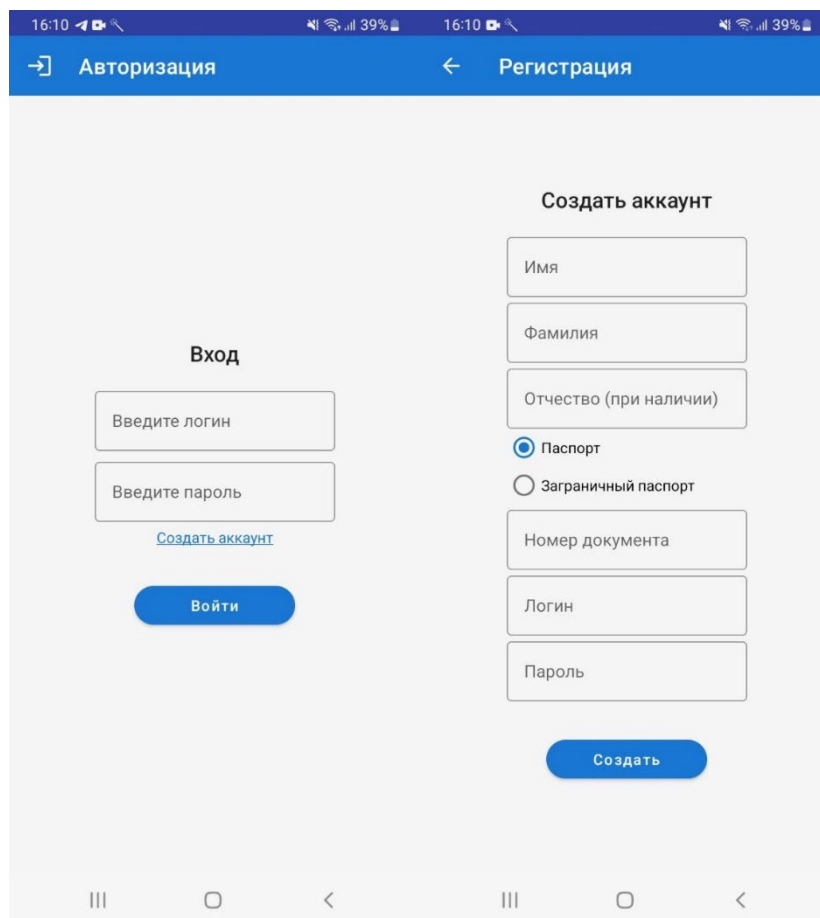 16:10 39%
Авторизация
Вход
Введите логин
Введите пароль
Создать аккаунт
Войти
16:10 39%
Регистрация
Создать аккаунт
Имя
Фамилия
Отчество (при наличии)
Паспорт
Заграничный паспорт
Номер документа
Логин
Пароль
Создать